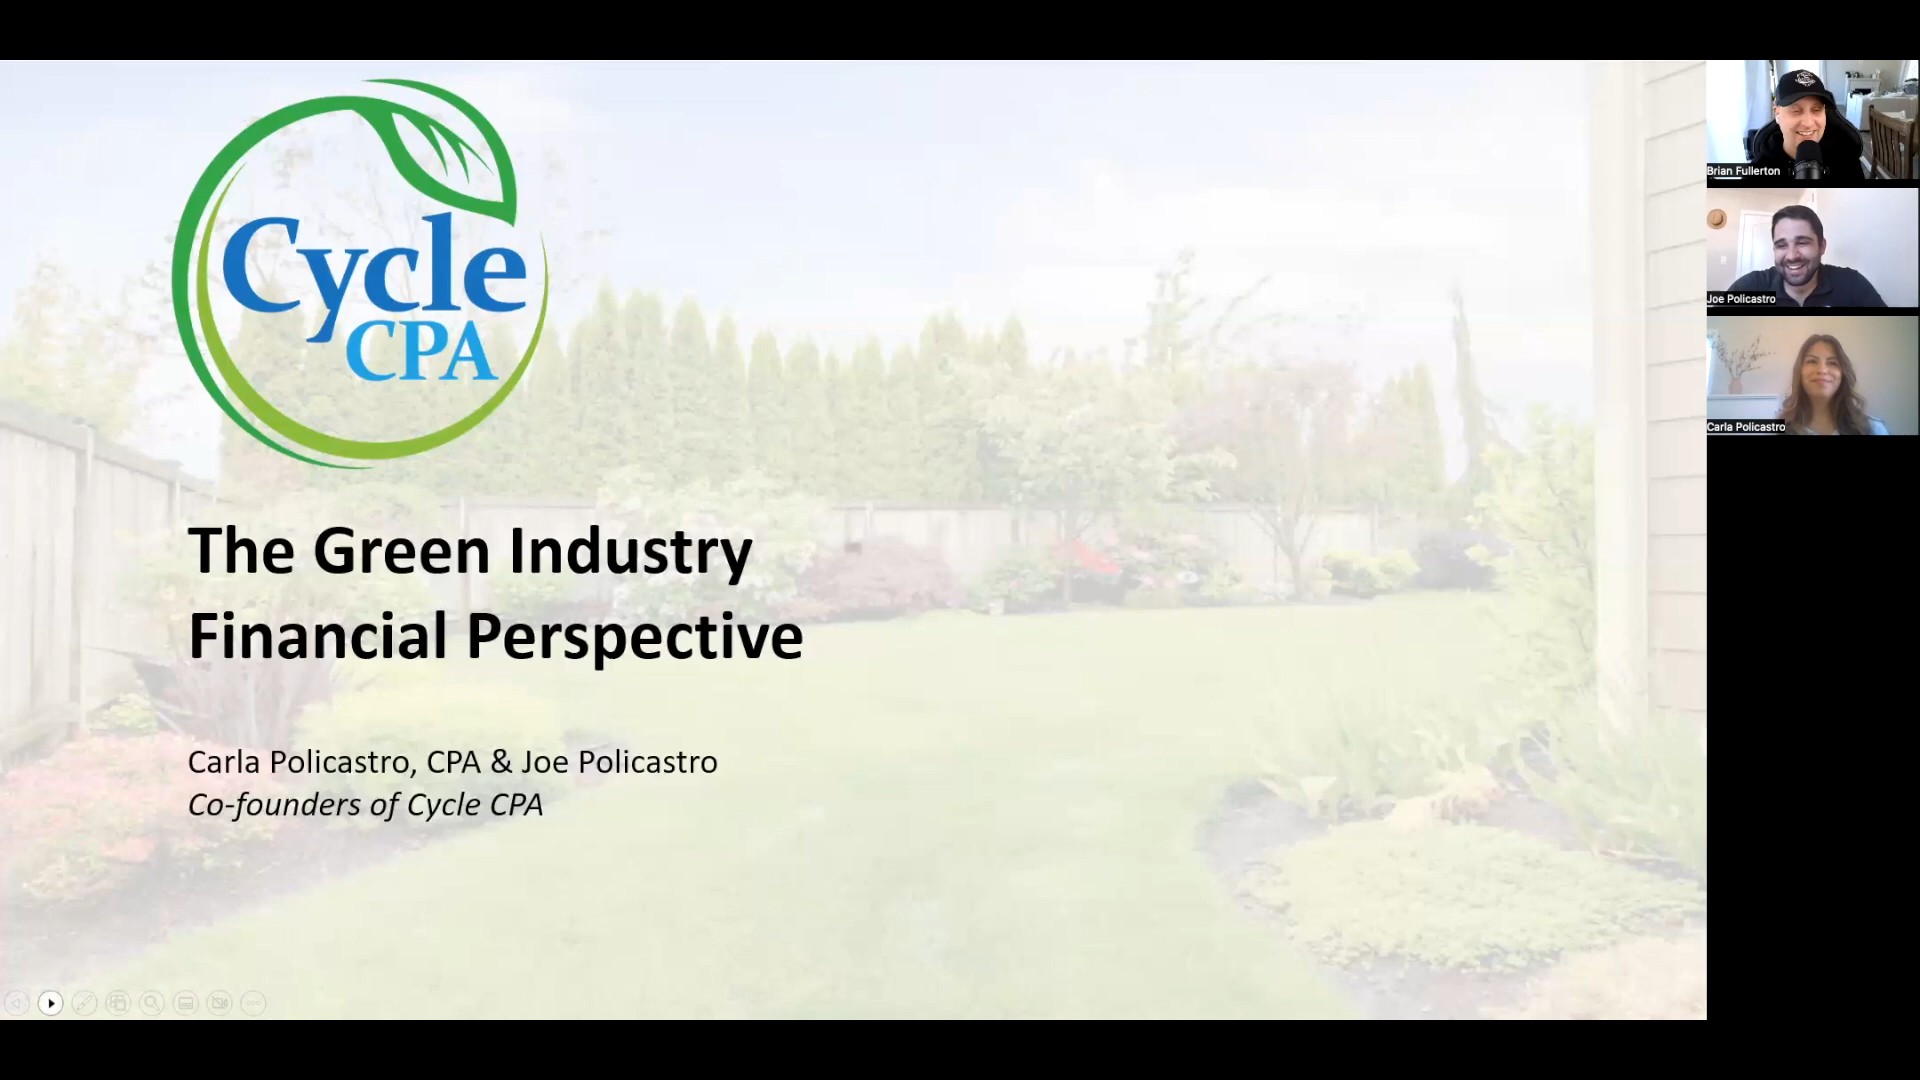 Cycle
CPA
The Green Industry
Financial Perspective
Carla Policastro, CPA & Joe Policastro
Co-founders of Cycle CPA
Brian Fullerton
Joe Policastro
Carla Policastro